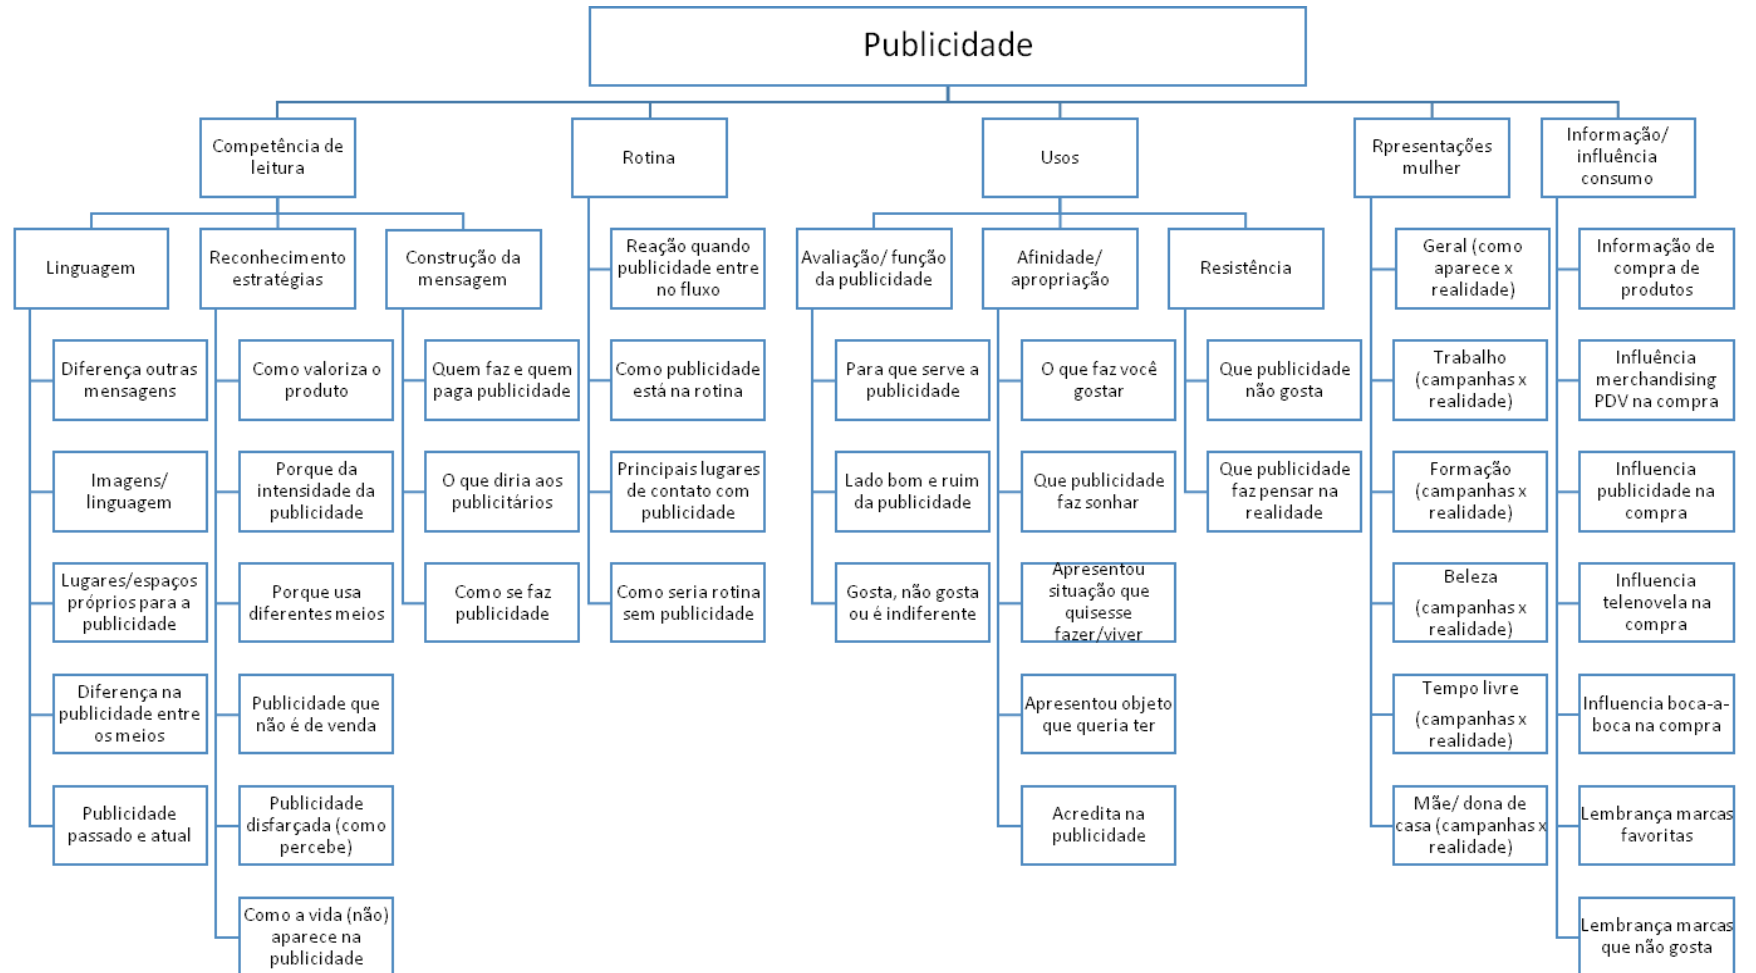 Publicidade
Competência de
leitura
Rotina
Usos
Rpresentações
mulher
Informação/
influência
consumo
Linguagem
Reconhecimento
estratégias
Construção da
mensagem
Reação quando
publicidade entre
no fluxo
Avaliação/ função
da publicidade
Afinidade/
apropriação
Resistência
Geral (como
aparece x
realidade)
Informação de
compra de
produtos
Diferença outras
mensagens
Como valoriza o
produto
Quem faz e quem
paga publicidade
Como publicidade
está na rotina
Para que serve a
publicidade
O que faz você
gostar
Que publicidade
não gosta
Trabalho
(campanhas x
realidade)
Influência
merchandising
PDV na compra
Imagens/
linguagem
Porque da
intensidade da
publicidade
O que diria aos
publicitários
Principais lugares
de contato com
publicidade
Lado bom e ruim
da publicidade
Que publicidade
faz sonhar
Que publicidade
faz pensar na
realidade
Formação
(campanhas x
realidade)
Influencia
publicidade na
compra
Lugares/espaços
próprios para a
publicidade
Porque usa
diferentes meios
Como se faz
publicidade
Como seria rotina
sem publicidade
Gosta, não gosta
ou é indiferente
Apresentou
situação que
quisesse
fazer/viver
Beleza
(campanhas x
realidade)
Influencia
telenovela na
compra
Diferença na
publicidade entre
os meios
Publicidade que
não é de venda
Apresentou objeto
que queria ter
Tempo livre
(campanhas x
realidade)
Influencia boca-a-
boca na compra
Publicidade
passado e atual
Publicidade
disfarçada (como
percebe)
Acredita na
publicidade
Mãe/ dona de
casa (campanhas x
realidade)
Lembrança marcas
favoritas
Como a vida (não)
aparece na
publicidade
Lembrança marcas
que não gosta